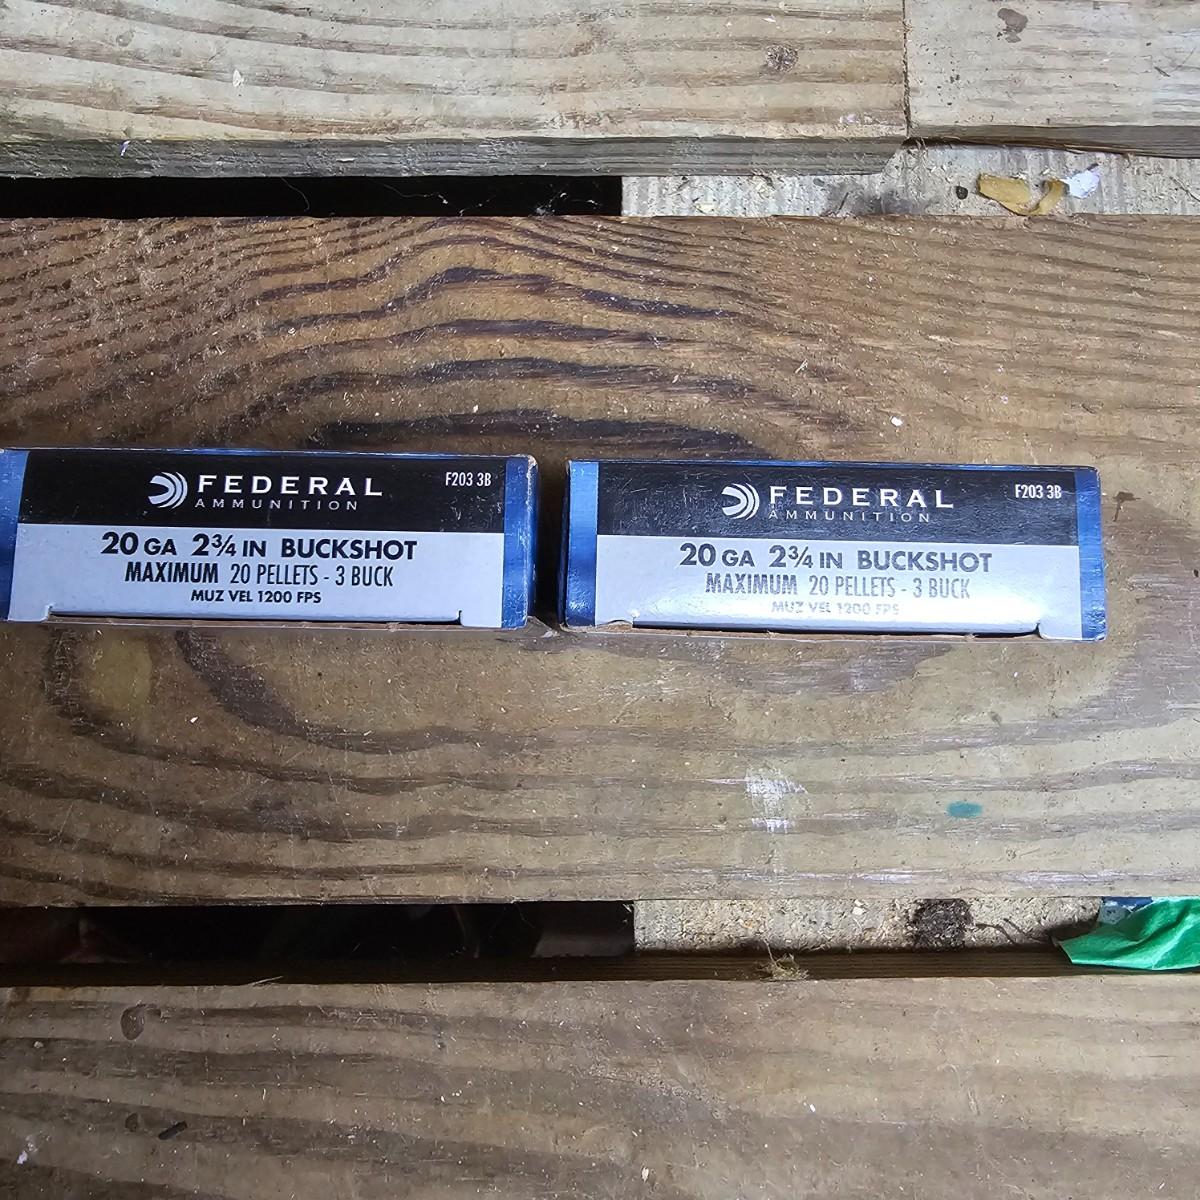 FEDERAL
AMMUNITION
F203 3B
20 GA 2¾ IN BUCKSHOT
MAXIMUM 20 PELLETS - 3 BUCK
MUZ VEL 1200 FPS
FEDERAL
AMMUNITION
F203 3B
20 GA 2¾ IN BUCKSHOT
MAXIMUM 20 PELLETS - 3 BUCK
MUZ VEL 1200 FPS